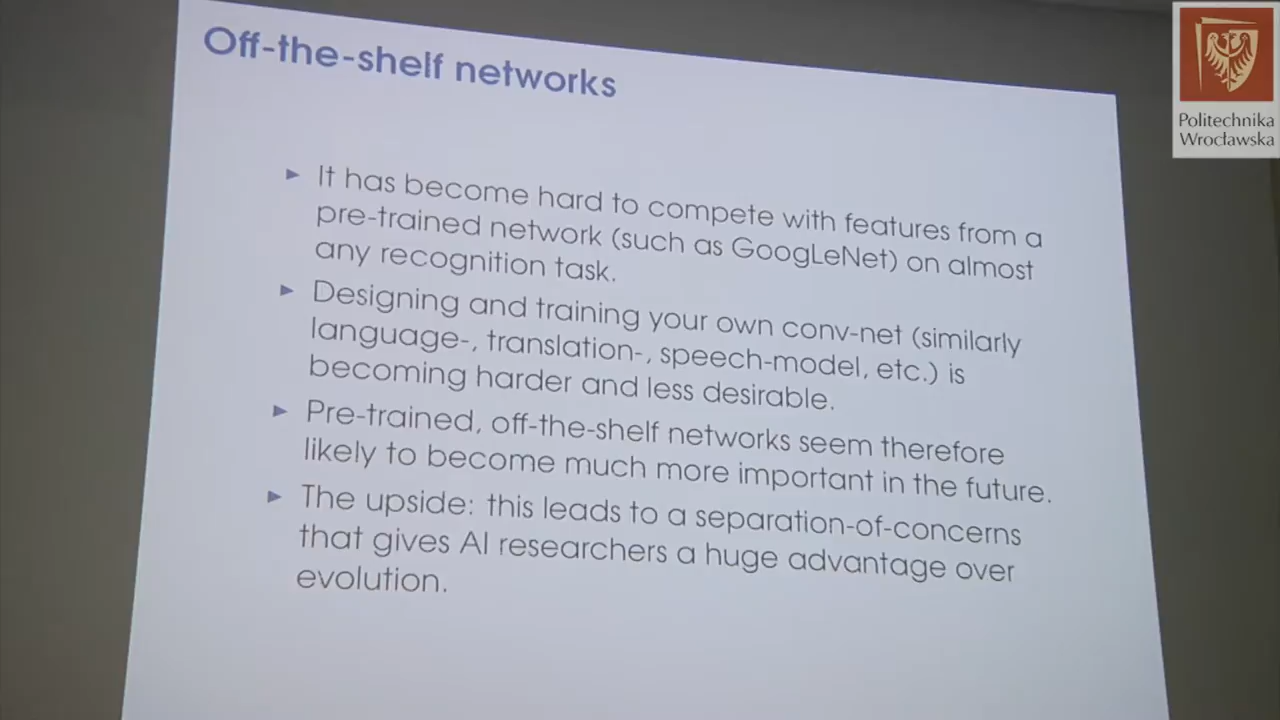 Off-the-shelf networks
It has become hard to compete with features from a
pre-trained network (such as GoogLeNet) on almost
any recognition task.
Designing and training your own conv-net (similarly
language-, translation-, speech-model, etc.) is
becoming harder and less desirable.
Pre-trained, off-the-shelf networks seem therefore
likely to become much more important in the future.
The upside: this leads to a separation-of-concerns
that gives AI researchers a huge advantage over
evolution.
Politechnika
Wrocławska